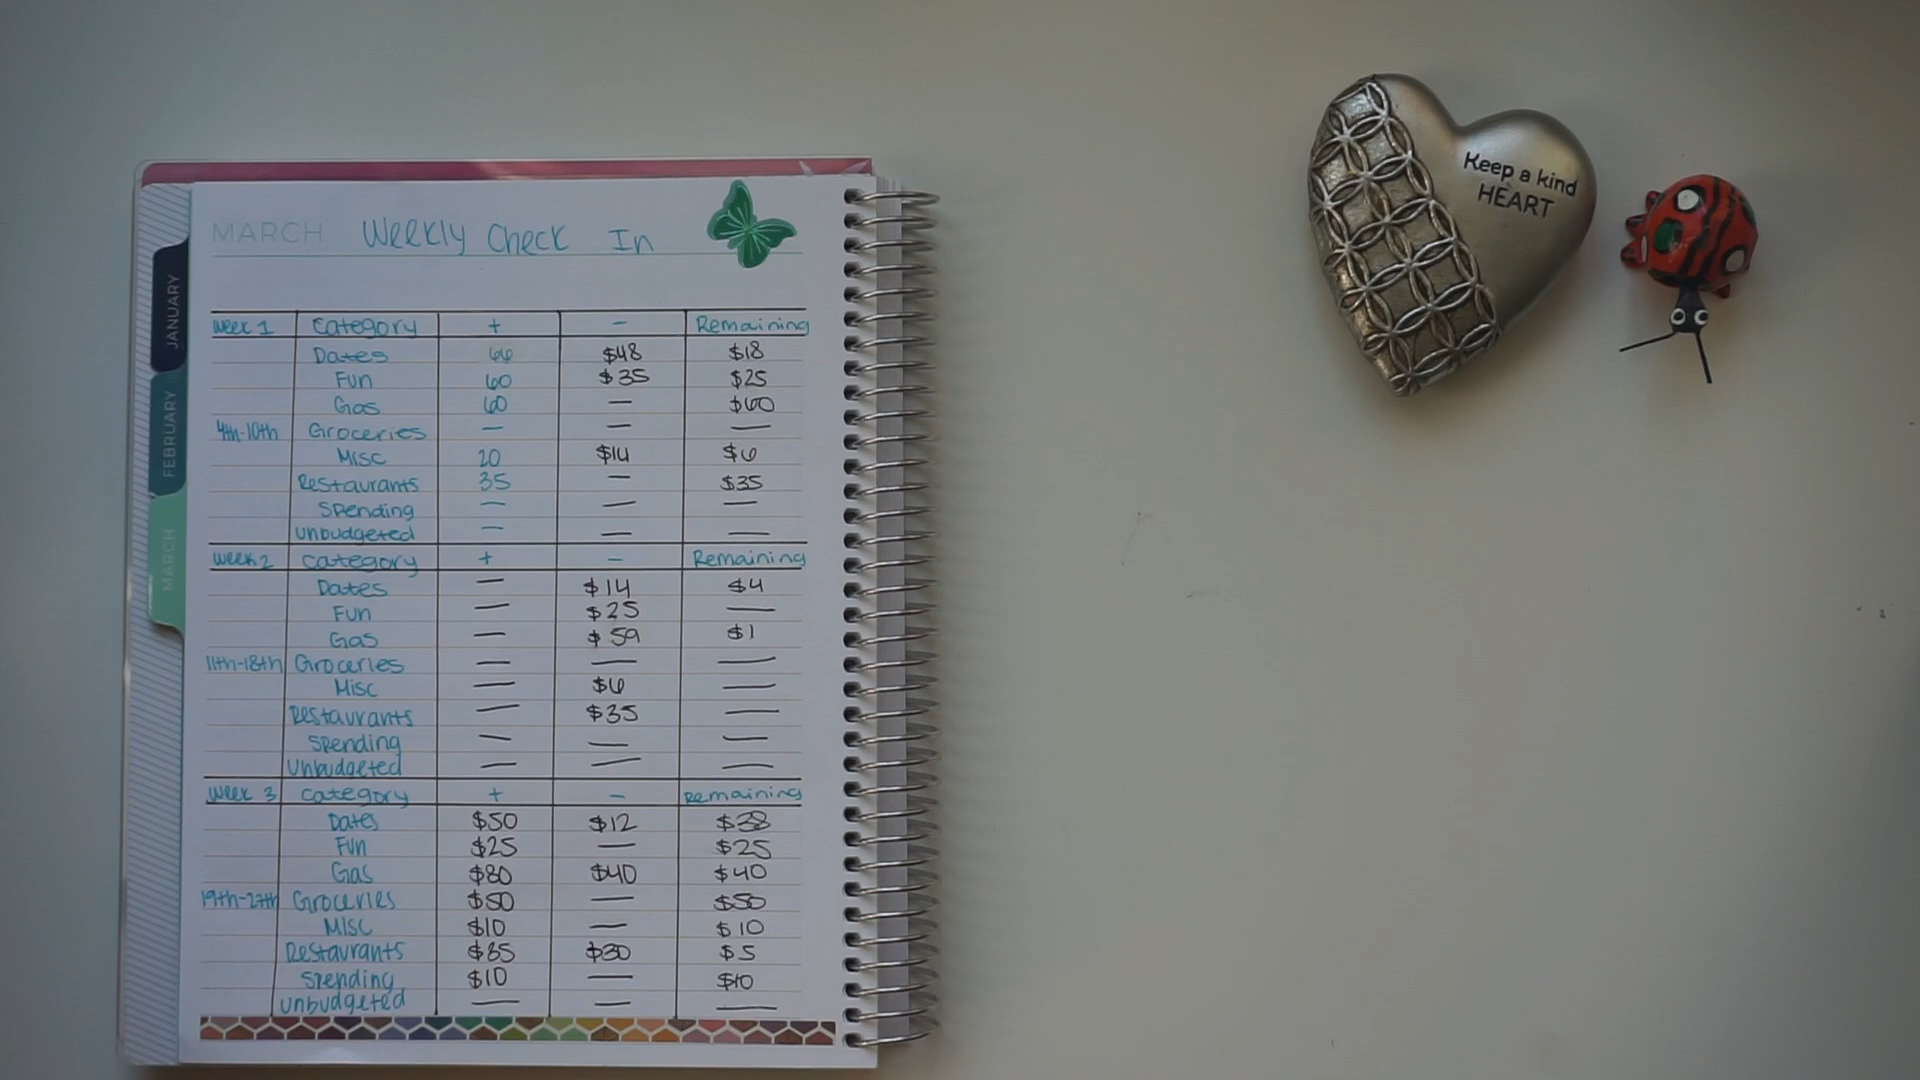 MARCH Weekly Check In
Keep a kind
HEART
JANUARY
FEBRUARY
MARCH
Week 1 Category + - Remaining
Dates 66 $48 $18
Fun 60 $35 $25
Gas 60 — $60
4th-10th Groceries — — —
Misc 20 $14 $6
Restaurants 35 — $35
Spending — — —
Unbudgeted — — —
Week 2 Category + - Remaining
Dates — $14 $4
Fun — $25 —
Gas — $59 $1
11th-18th Groceries — — —
Misc — $6 —
Restaurants — $35 —
Spending — — —
Unbudgeted — — —
Week 3 Category + - Remaining
Dates $50 $12 $38
Fun $25 — $25
Gas $80 $40 $40
19th-27th Groceries $50 — $50
Misc $10 — $10
Restaurants $35 $30 $5
Spending $10 — $10
Unbudgeted — — —